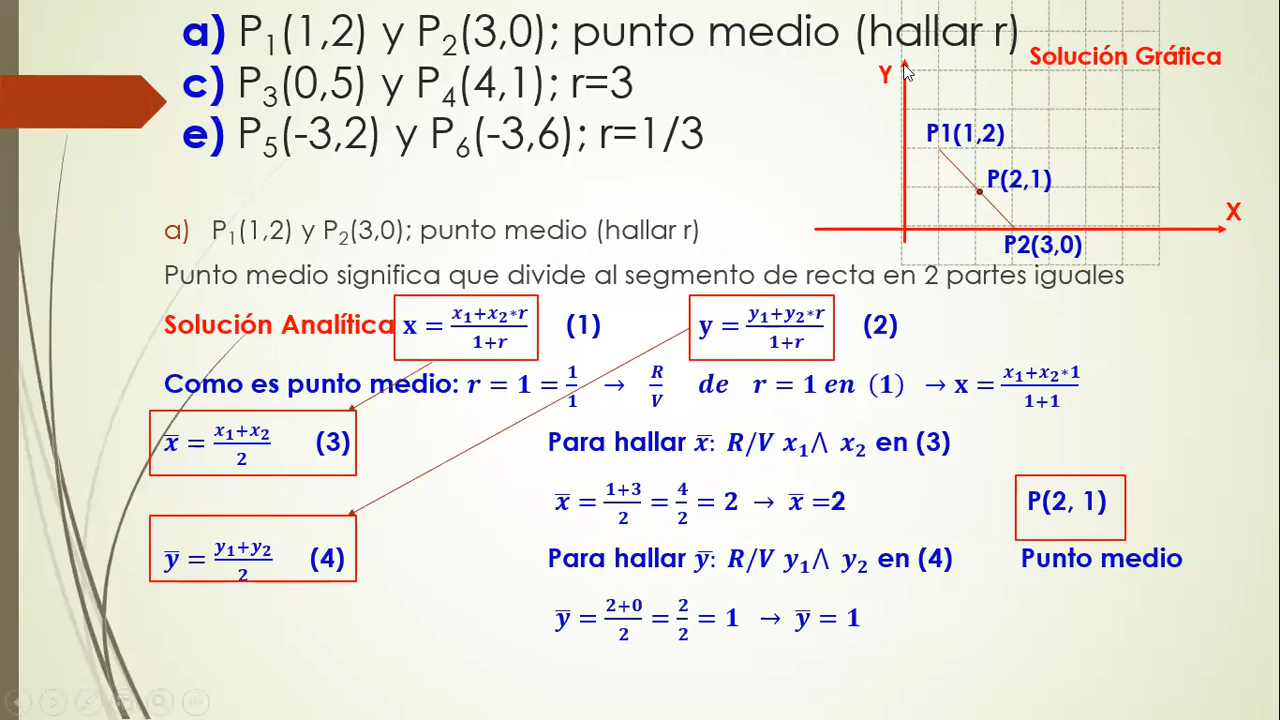 a) P₁(1,2) y P₂(3,0); punto medio (hallar r)
c) P₃(0,5) y P₄(4,1); r=3
e) P₅(-3,2) y P₆(-3,6); r=1/3
Solución Gráfica
Y
P1(1,2)
P(2,1)
X
P2(3,0)
a) P₁(1,2) y P₂(3,0); punto medio (hallar r)
Punto medio significa que divide al segmento de recta en 2 partes iguales
Solución Analítica x = (x₁+x₂*r)/(1+r) (1) y = (y₁+y₂*r)/(1+r) (2)
Como es punto medio: r = 1 = 1/1 → R/V de r = 1 en (1) → x = (x₁+x₂*1)/(1+1)
x̅ = (x₁+x₂)/2 (3) Para hallar x̅: R/V x₁⋀ x₂ en (3)
x̅ = (1+3)/2 = 4/2 = 2 → x̅ =2 P(2, 1)
y̅ = (y₁+y₂)/2 (4) Para hallar y̅: R/V y₁⋀ y₂ en (4) Punto medio
y̅ = (2+0)/2 = 2/2 = 1 → y̅ = 1